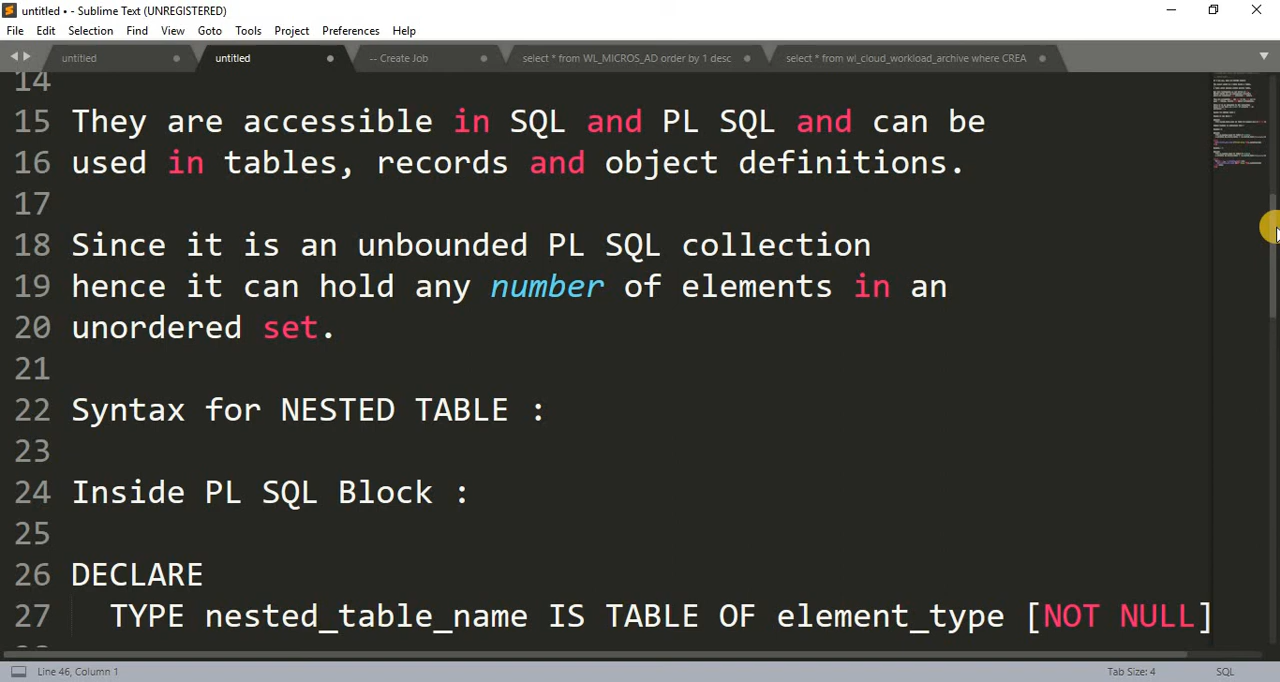 untitled • - Sublime Text (UNREGISTERED)
File Edit Selection Find View Goto Tools Project Preferences Help
untitled untitled -- Create Job select * from WL_MICROS_AD order by 1 desc select * from wl_cloud_workload_archive where CREA
14
15 They are accessible in SQL and PL SQL and can be
16 used in tables, records and object definitions.
17
18 Since it is an unbounded PL SQL collection
19 hence it can hold any number of elements in an
20 unordered set.
21
22 Syntax for NESTED TABLE :
23
24 Inside PL SQL Block :
25
26 DECLARE
27 TYPE nested_table_name IS TABLE OF element_type [NOT NULL]
Line 46, Column 1 Tab Size: 4 SQL